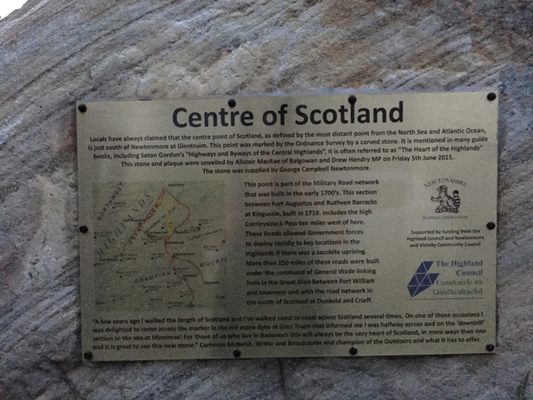 Centre of Scotland
Locals have always claimed that the centre point of Scotland, as defined by the most distant point from the North Sea and Atlantic Ocean,
is just south of Newtonmore at Glentruim. This point was marked by the Ordnance Survey by a carved stone. It is mentioned in many guide
books, including Seton Gordon's "Highways and Byways of the Central Highlands", it is often referred to as "The Heart of the Highlands"
This stone and plaque were unveiled by Alistair MacRae of Balgowan and Drew Hendry MP on Friday 5th June 2015.
The stone was supplied by George Campbell Newtonmore.
This point is part of the Military Road network
that was built in the early 1700's. This section
between Fort Augustus and Ruthven Barracks
at Kingussie, built in 1719, includes the high
Corrieyairack Pass ten miles west of here.
These Roads allowed Government forces
to deploy rapidly to key locations in the
Highlands if there was a Jacobite uprising.
More than 250 miles of these roads were built
under the command of General Wade linking
forts in the Great Glen between Fort William
and Inverness and with the road network in
the south of Scotland at Dunkeld and Crieff.
NEWTONMORE
Supported by funding from the
Highland Council and Newtonmore
and Vicinity Community Council
The Highland
Council
Comhairle na
Gàidhealtachd
HIGHLANDS
GRAMPIAN
MOUNT
"A few years ago I walked the length of Scotland and I've walked coast to coast across Scotland several times. On one of those occasions I
was delighted to come across the marker in the old stone dyke at Glen Truim that informed me I was halfway across and on the 'downhill'
section to the sea at Montrose! For those of us who live in Badenoch this will always be the very heart of Scotland, in more ways than one
and it is great to see this new stone." Cameron McNeish, Writer and Broadcaster and champion of the Outdoors and what it has to offer.